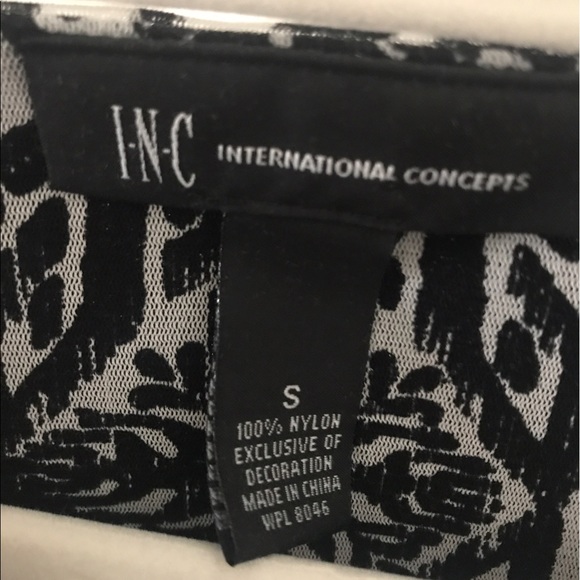 I-N-C INTERNATIONAL CONCEPTS
S
100% NYLON
EXCLUSIVE OF
DECORATION
MADE IN CHINA
WPL 8046